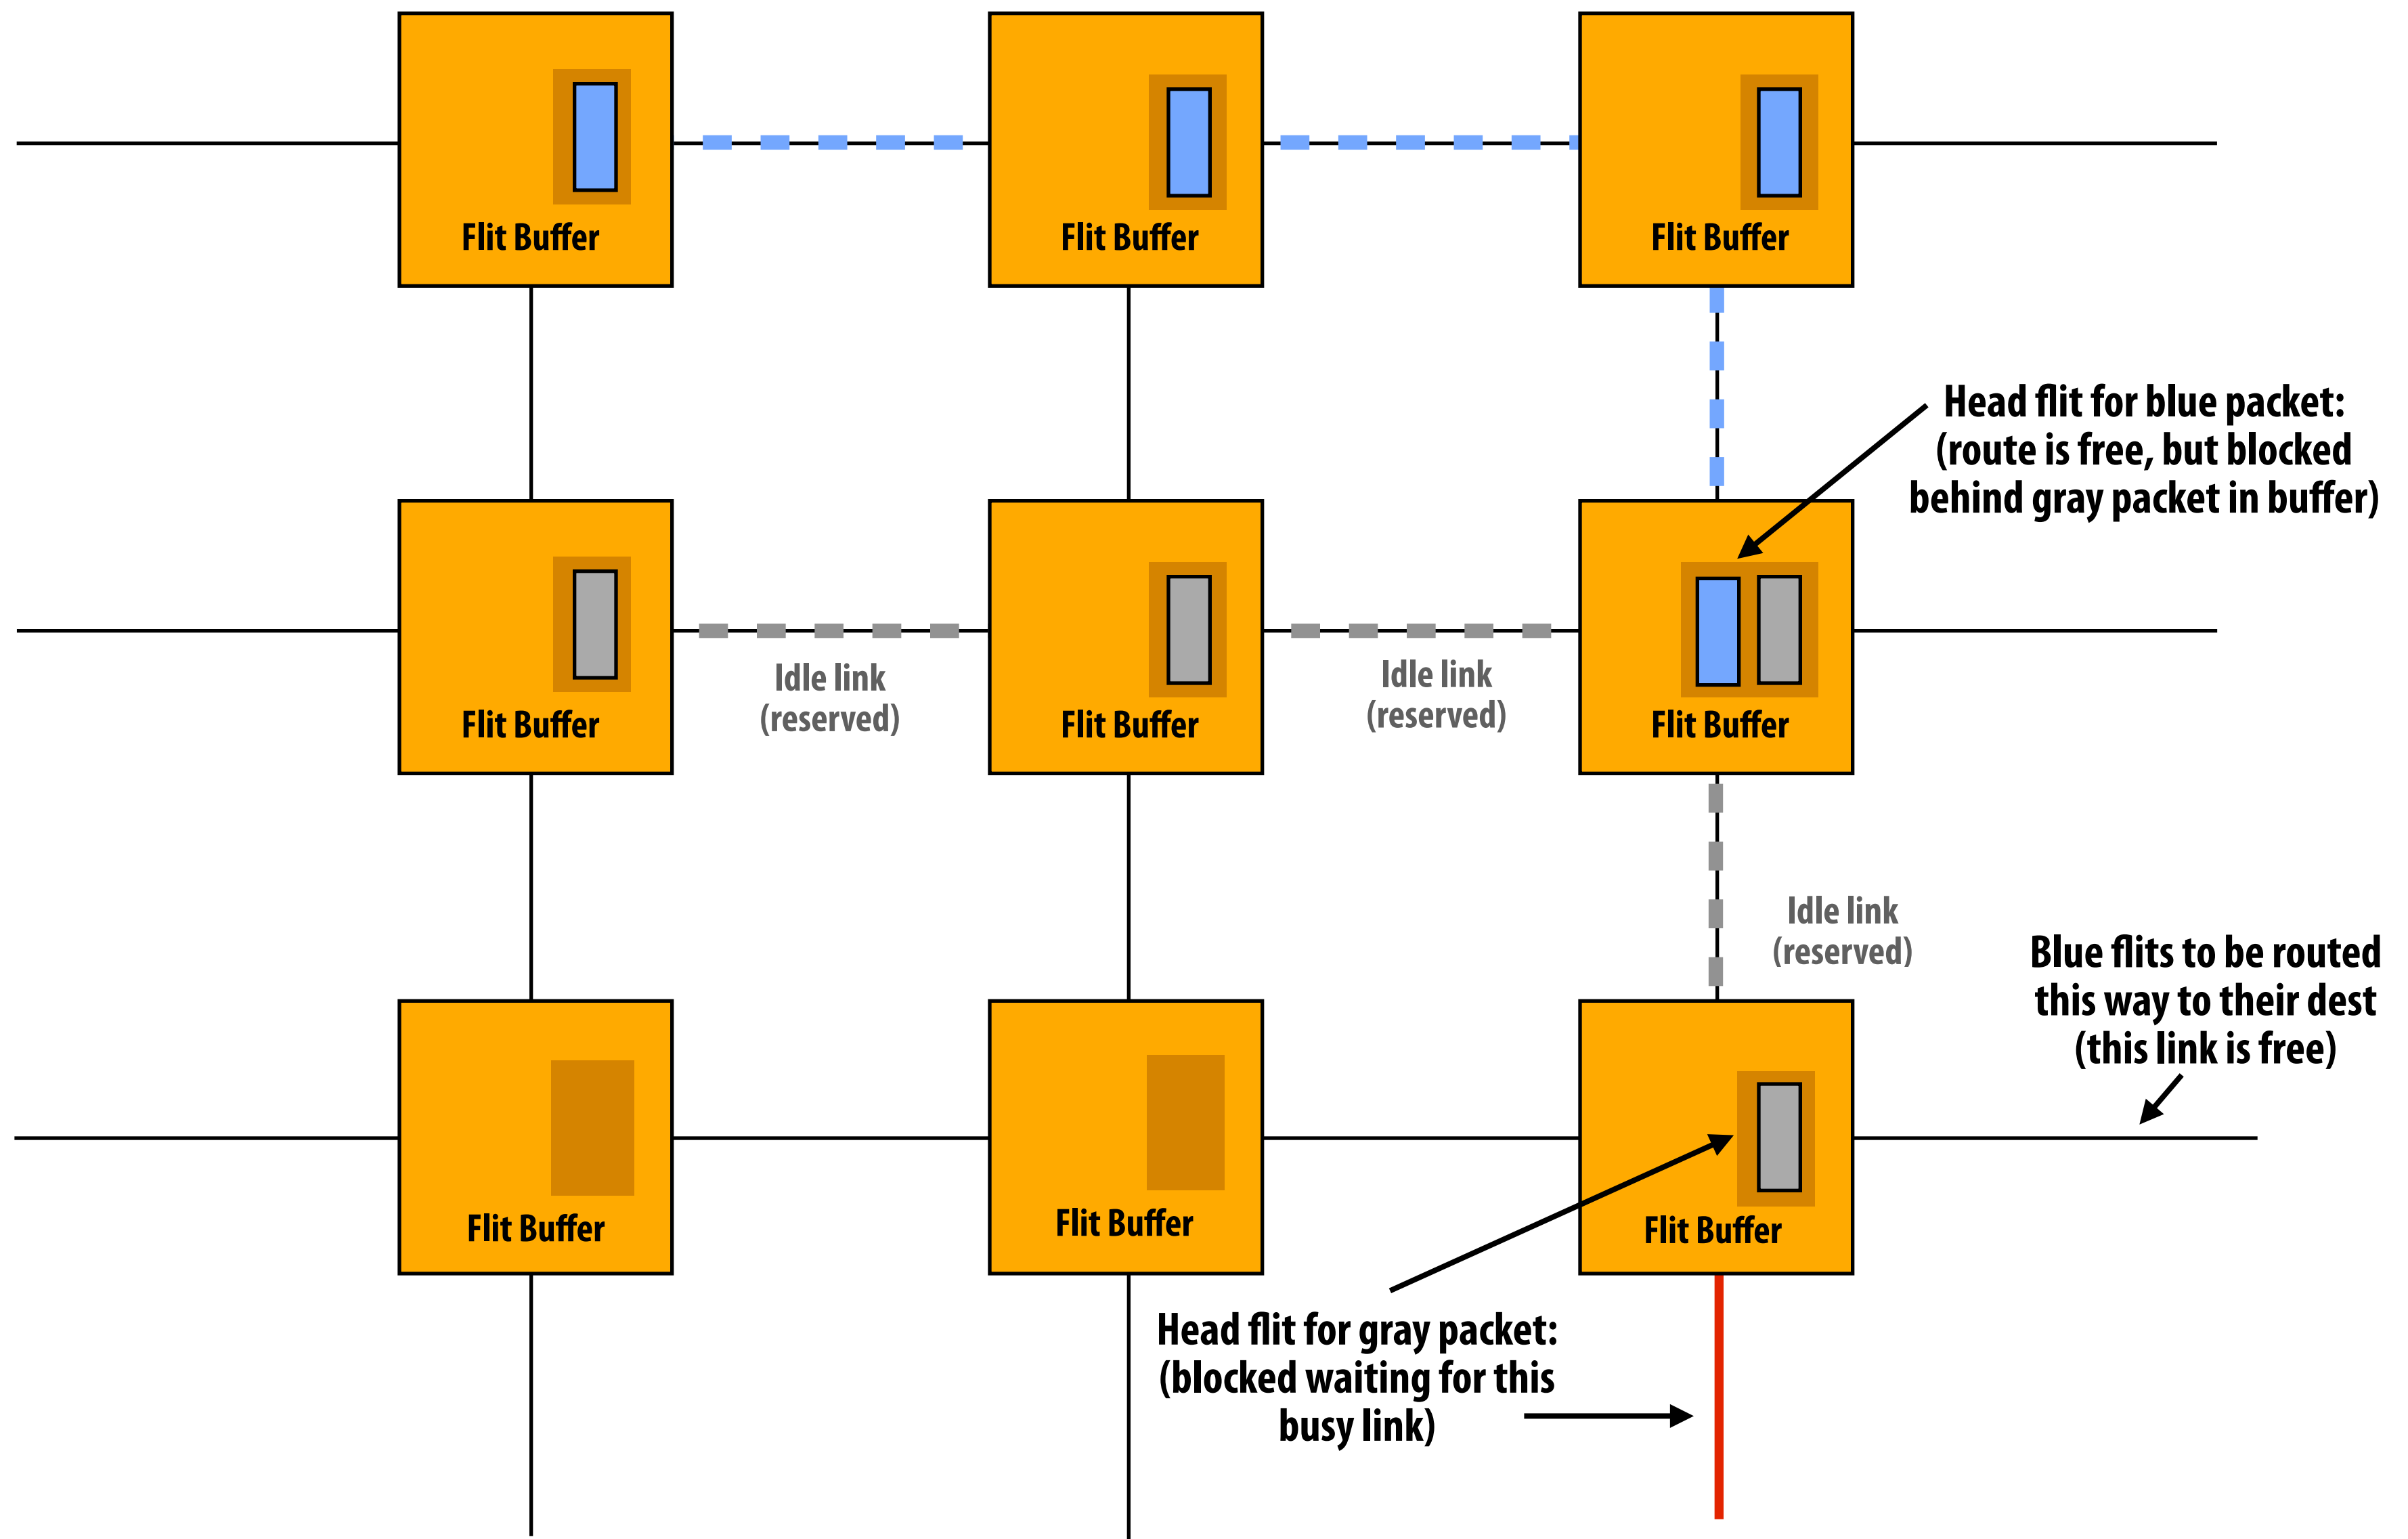 Flit Buffer
Flit Buffer
Flit Buffer
Head flit for blue packet:
(route is free, but blocked
behind gray packet in buffer)
Flit Buffer
Idle link
(reserved)
Flit Buffer
Idle link
(reserved)
Flit Buffer
Idle link
(reserved)
Blue flits to be routed
this way to their dest
(this link is free)
Flit Buffer
Flit Buffer
Flit Buffer
Head flit for gray packet:
(blocked waiting for this
busy link)